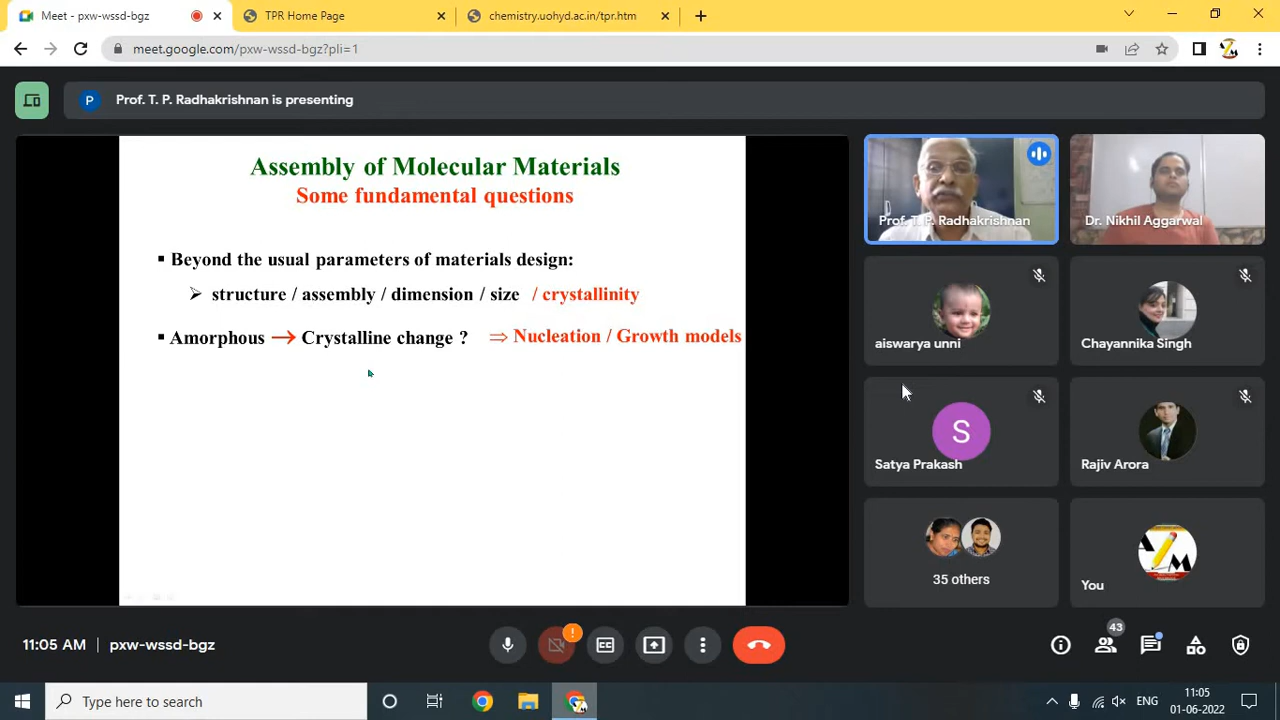 Meet - pxw-wssd-bgz
TPR Home Page
chemistry.uohyd.ac.in/tpr.htm
meet.google.com/pxw-wssd-bgz?pli=1
P
Prof. T. P. Radhakrishnan is presenting
Assembly of Molecular Materials
Some fundamental questions
▪ Beyond the usual parameters of materials design:
➢ structure / assembly / dimension / size / crystallinity
▪ Amorphous → Crystalline change ? ⇒ Nucleation / Growth models
Prof. T. P. Radhakrishnan
Dr. Nikhil Aggarwal
aiswarya unni
Chayannika Singh
S
Satya Prakash
Rajiv Arora
35 others
You
11:05 AM
pxw-wssd-bgz
CC
43
Type here to search
ENG
11:05
01-06-2022